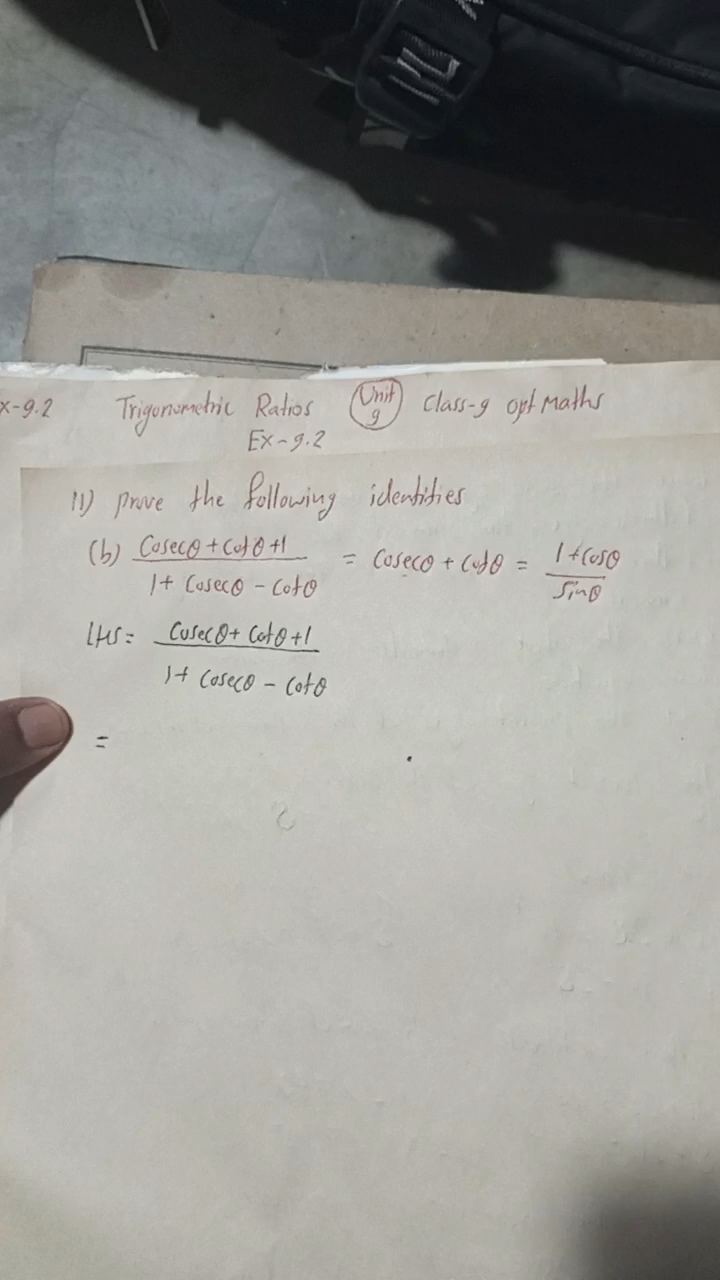 x-9.2 Trigonometric Ratios Unit 9 Class-9 opt Maths
Ex-9.2
11) prove the following identities
(b) Cosecθ + Cotθ + 1 / 1 + Cosecθ - Cotθ = Cosecθ + Cotθ = 1 + Cosθ / Sinθ
LHS = Cosecθ + Cotθ + 1 / 1 + Cosecθ - Cotθ
=